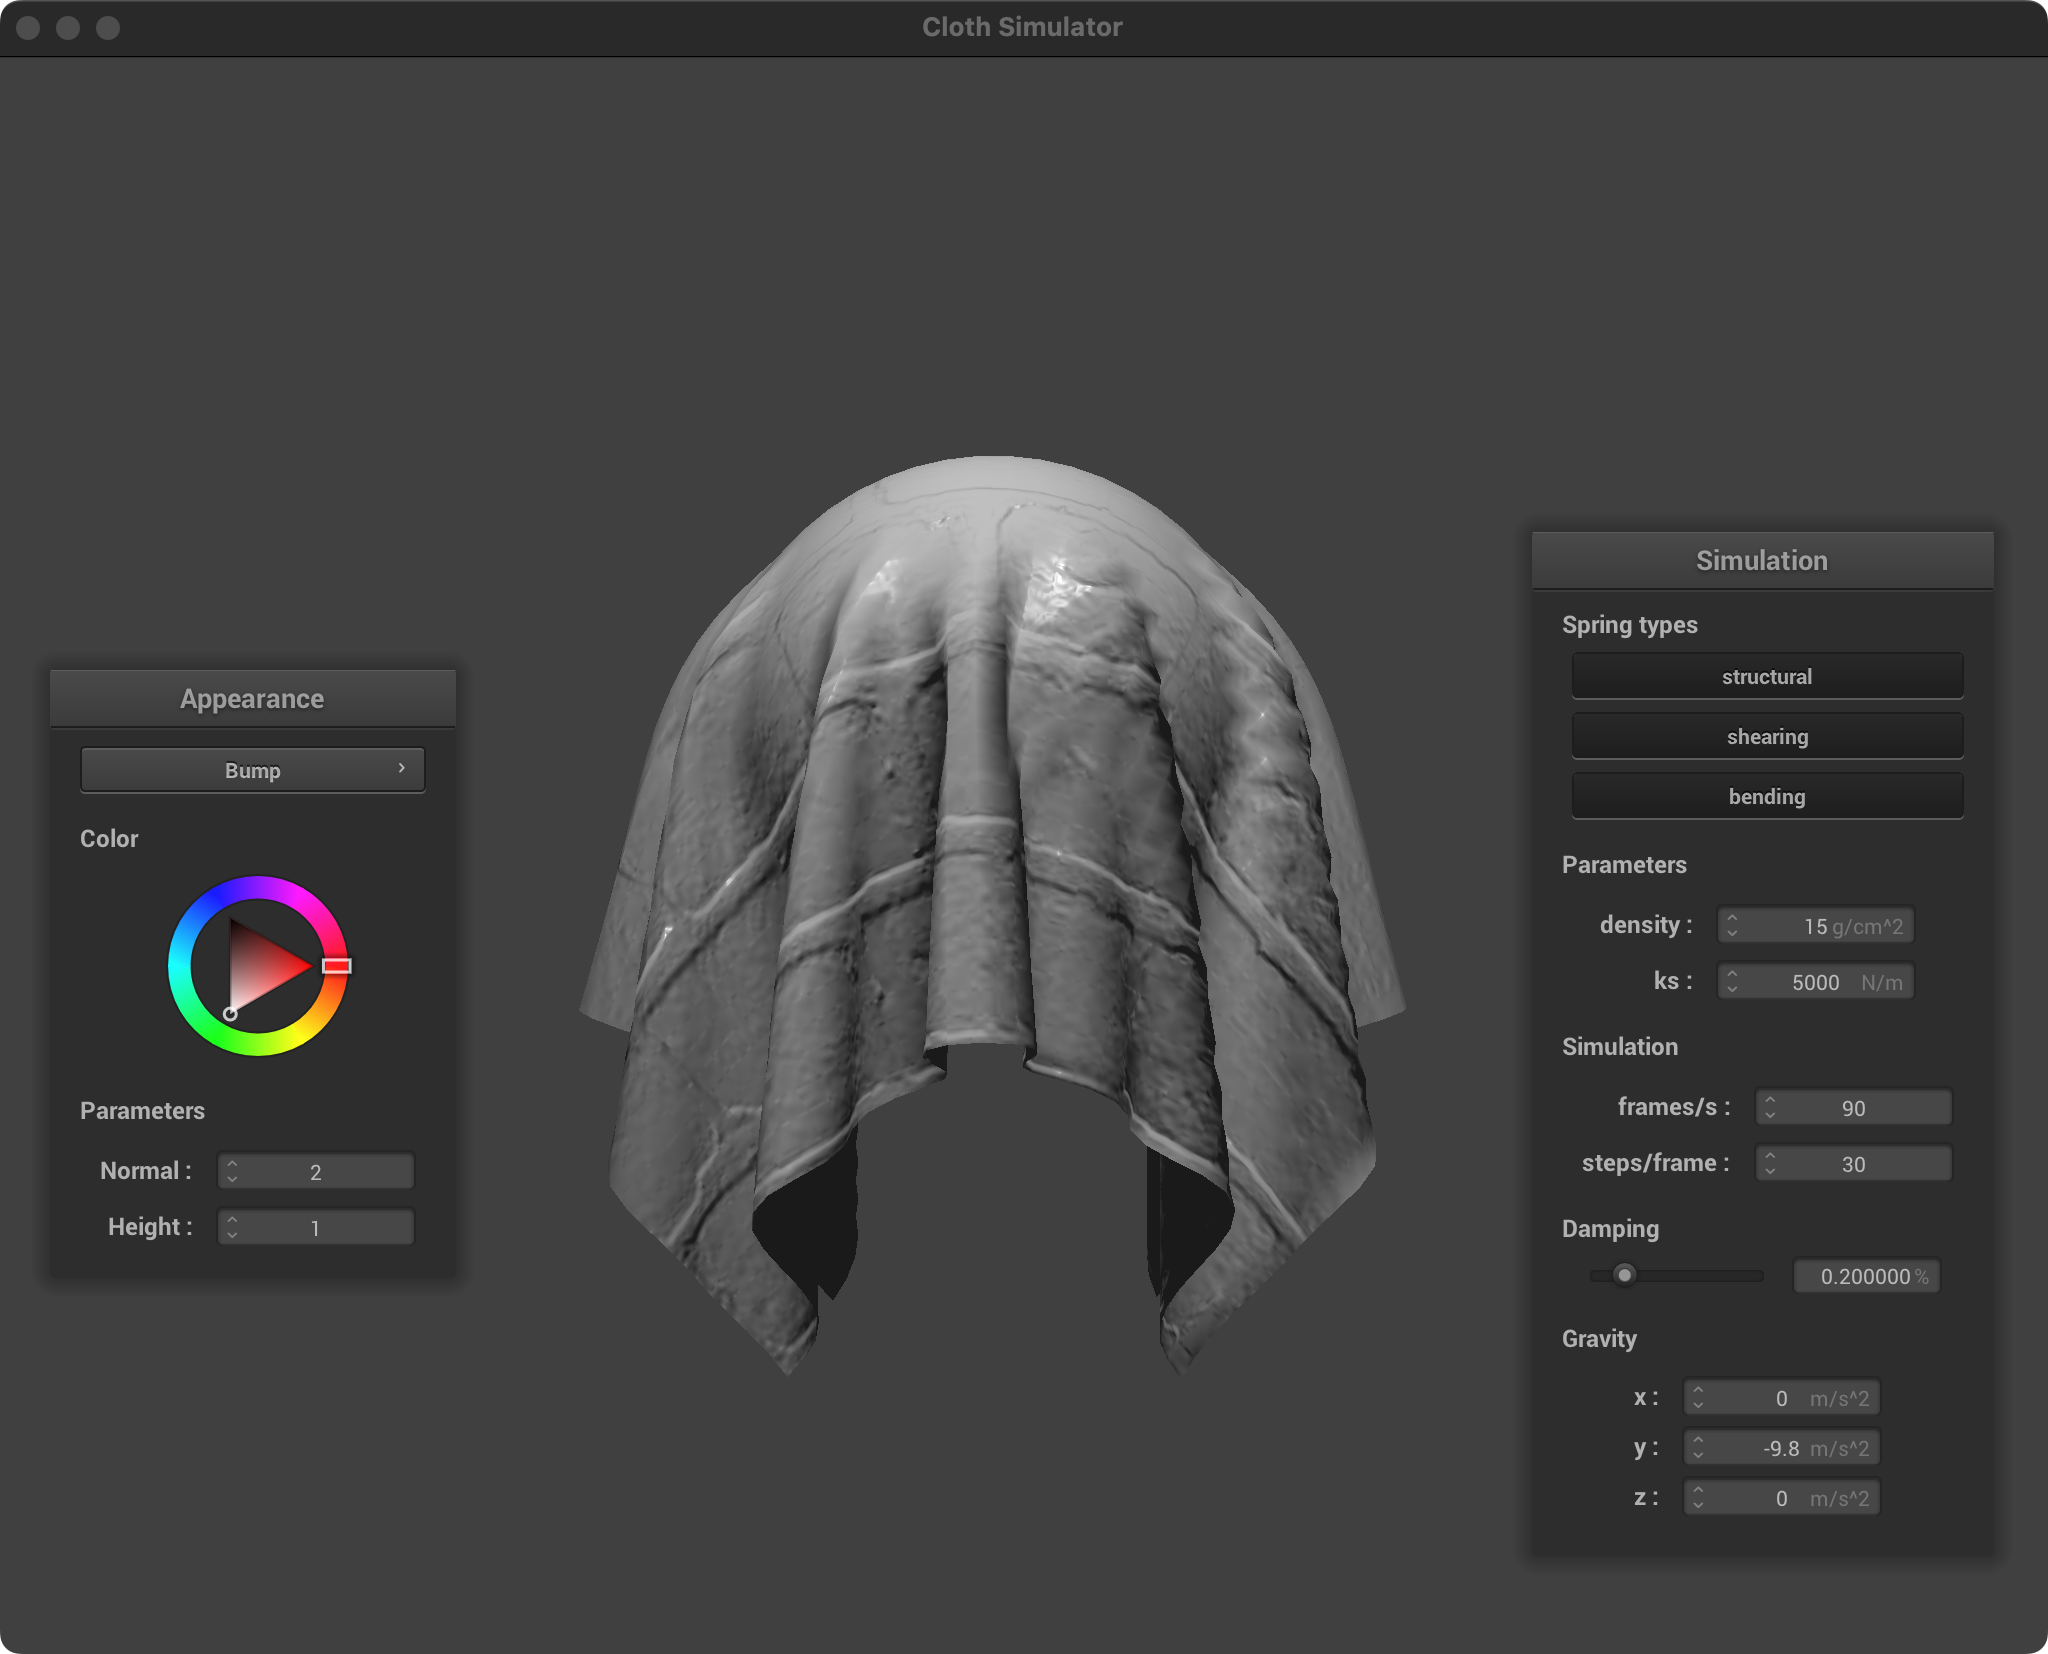 Cloth Simulator
Appearance
Bump
Color
Parameters
Normal : 2
Height : 1
Simulation
Spring types
structural
shearing
bending
Parameters
density : 15 g/cm^2
ks : 5000 N/m
Simulation
frames/s : 90
steps/frame : 30
Damping
0.200000 %
Gravity
x : 0 m/s^2
y : -9.8 m/s^2
z : 0 m/s^2